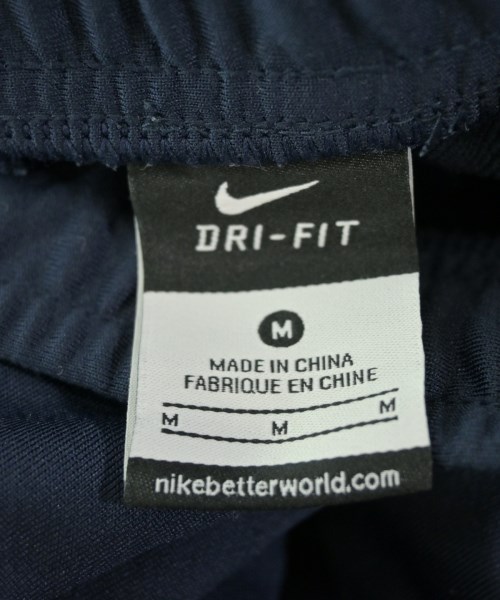 DRI-FIT
M
MADE IN CHINA
FABRIQUE EN CHINE
M M M
nikebetterworld.com